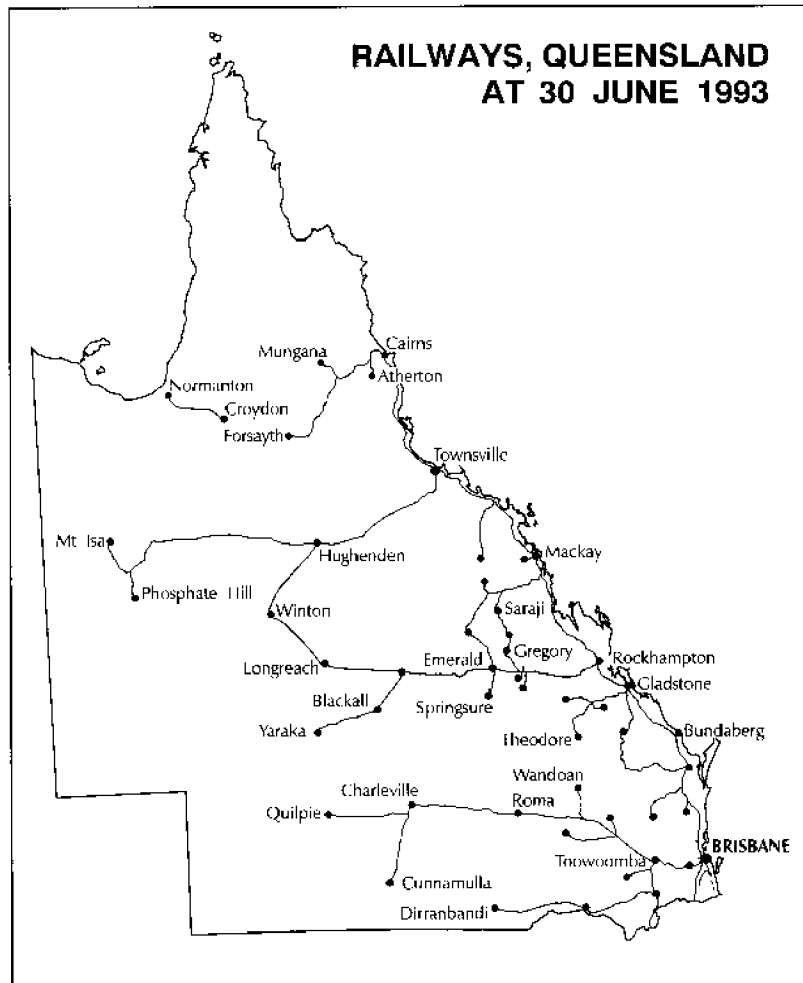 RAILWAYS, QUEENSLAND
AT 30 JUNE 1993
Cairns
Mungana
Atherton
Normanton
Croydon
Forsayth
Townsville
Mt Isa
Hughenden
Mackay
Phosphate Hill
Winton
Saraji
Gregory
Longreach
Emerald
Rockhampton
Gladstone
Blackall
Springsure
Yaraka
Theodore
Bundaberg
Wandoan
Charleville
Roma
Quilpie
BRISBANE
Toowoomba
Cunnamulla
Dirranbandi